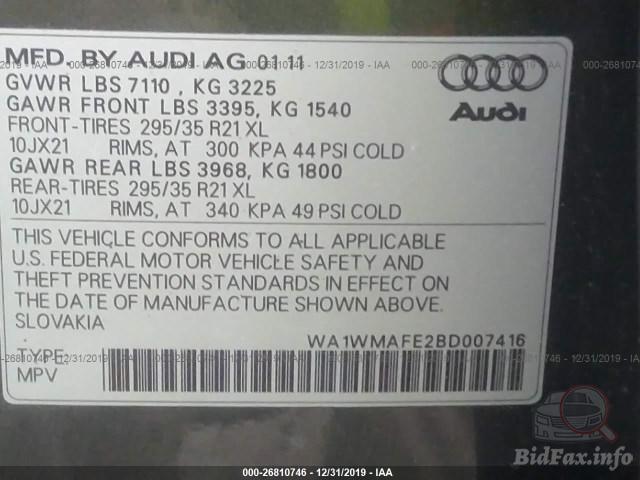 MFD. BY AUDI AG 01 11
GVWR LBS 7110 , KG 3225
GAWR FRONT LBS 3395, KG 1540
FRONT-TIRES 295/35 R21 XL
10JX21 RIMS, AT 300 KPA 44 PSI COLD
GAWR REAR LBS 3968, KG 1800
REAR-TIRES 295/35 R21 XL
10JX21 RIMS, AT 340 KPA 49 PSI COLD
Audi
THIS VEHICLE CONFORMS TO ALL APPLICABLE
U.S. FEDERAL MOTOR VEHICLE SAFETY AND
THEFT PREVENTION STANDARDS IN EFFECT ON
THE DATE OF MANUFACTURE SHOWN ABOVE.
SLOVAKIA
WA1WMAFE2BD007416
TYPE:
MPV
000-26810746 - 12/31/2019 - IAA
BidFax.info